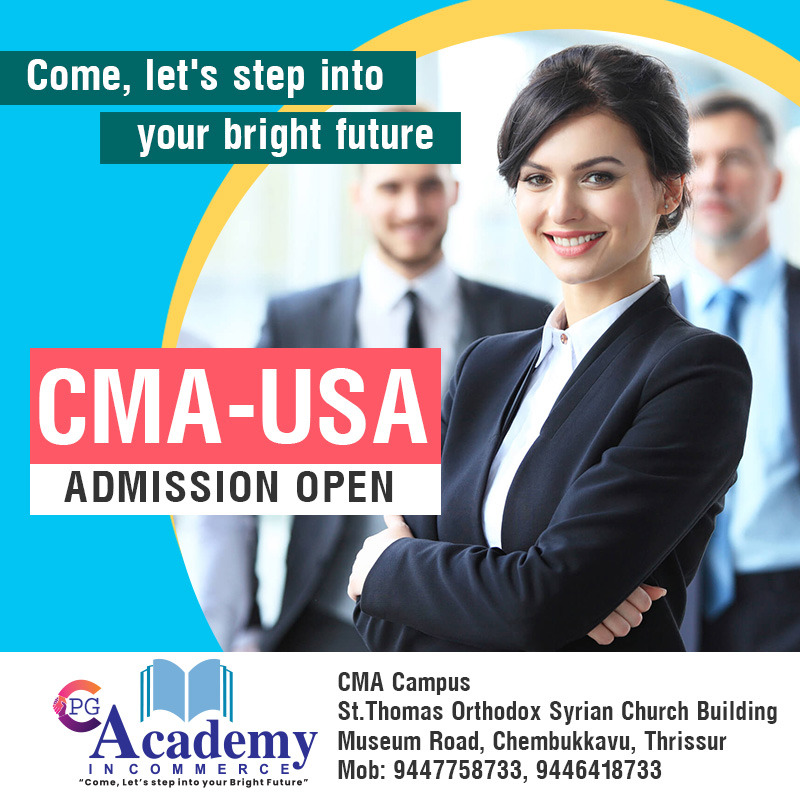 Come, let's step into
your bright future
CMA-USA
ADMISSION OPEN
CPG
Academy
IN COMMERCE
“Come, Let’s step into your Bright Future”
CMA Campus
St.Thomas Orthodox Syrian Church Building
Museum Road, Chembukkavu, Thrissur
Mob: 9447758733, 9446418733